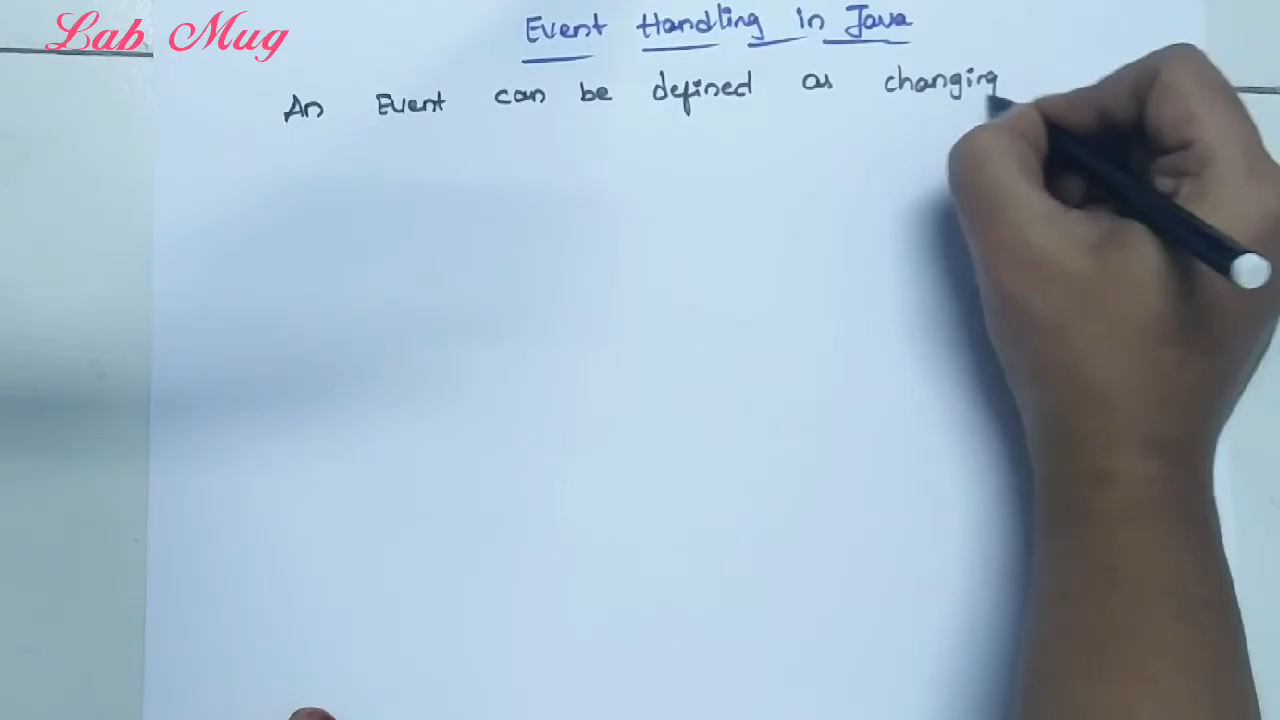 Lab Mug
Event Handling in Java
An Event can be defined as changing